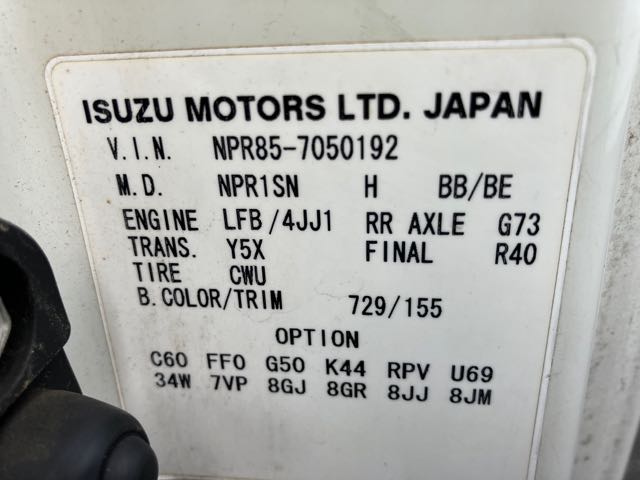 ISUZU MOTORS LTD. JAPAN
V.I.N. NPR85-7050192
M.D. NPR1SN H BB/BE
ENGINE LFB/4JJ1 RR AXLE G73
TRANS. Y5X FINAL R40
TIRE CWU
B.COLOR/TRIM 729/155
OPTION
C60 FF0 G50 K44 RPV U69
34W 7VP 8GJ 8GR 8JJ 8JM